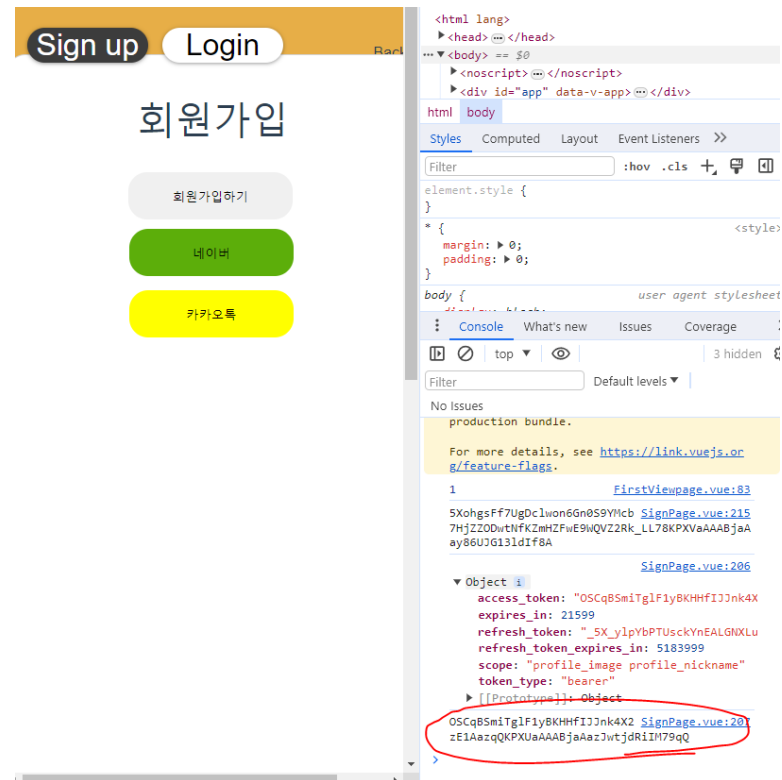 Sign up
Login
Back
회원가입
회원가입하기
네이버
카카오톡
<html lang>
<head> ⋯ </head>
⋯ <body> == $0
<noscript> ⋯ </noscript>
<div id="app" data-v-app> ⋯ </div>
html body
Styles Computed Layout Event Listeners
Filter :hov .cls
element.style {
}
* { <style>
margin: 0;
padding: 0;
}
body { user agent stylesheet
Console What's new Issues Coverage
top 3 hidden
Filter Default levels
No Issues
production bundle.
For more details, see https://link.vuejs.or
g/feature-flags.
1 FirstViewpage.vue:83
5XohgsFf7UgDclwon6Gn0S9YMcb SignPage.vue:215
7HjZZODwtNfKZmHZFwE9WQVZ2Rk_LL78KPXVaAAABjaA
ay86UJG13ldIf8A
SignPage.vue:206
Object i
access_token: "OSCqBSmiTglF1yBKHHfIJJnk4X
expires_in: 21599
refresh_token: "_5X_ylpYbPTUsckYnEALGNXLu
refresh_token_expires_in: 5183999
scope: "profile_image profile_nickname"
token_type: "bearer"
[[Prototype]]: Object
OSCqBSmiTglF1yBKHHfIJJnk4X2 SignPage.vue:207
zE1AazqQKPXUaAAABjaAazJwtjdRiIM79qQ